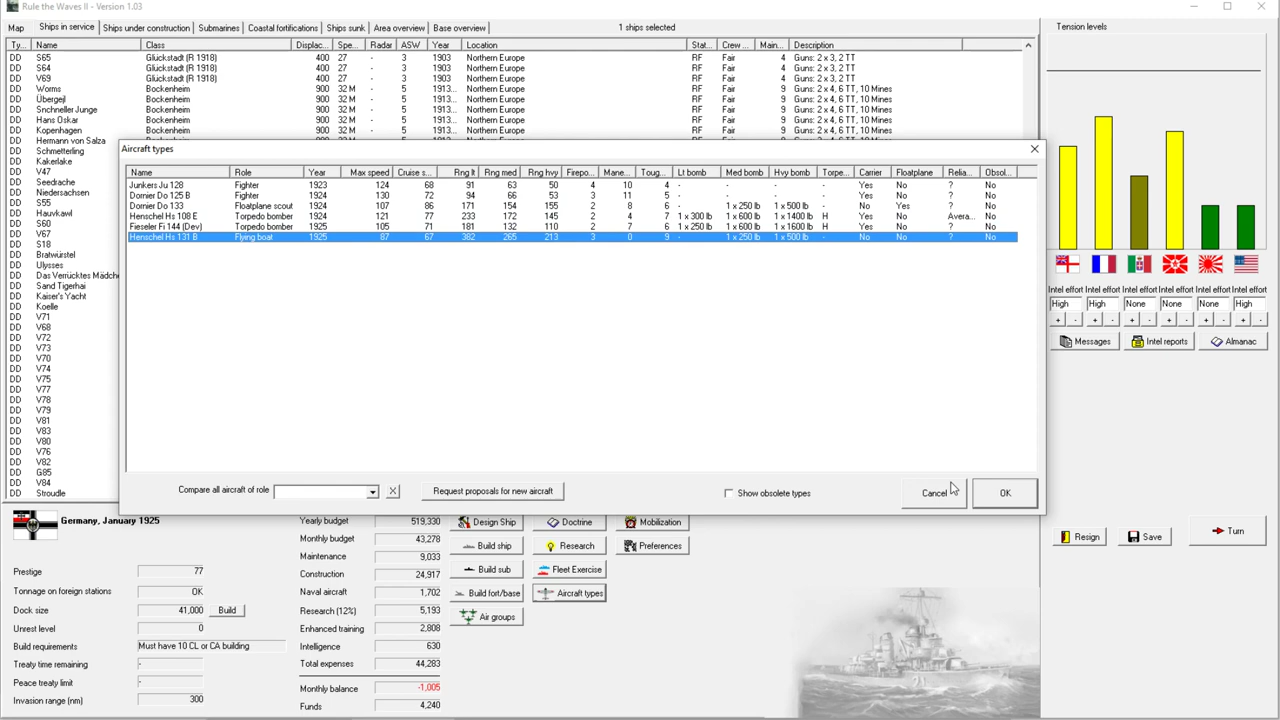 Rule the Waves II - Version 1.03
Map Ships in service Ships under construction Submarines Coastal fortifications Ships sunk Area overview Base overview 1 ships selected
Ty... Name Class Displac... Spe... Radar ASW Year Location Stat... Crew ... Main... Description
DD S65 Glückstadt (R 1918) 400 27 - 3 1903 Northern Europe RF Fair 4 Guns: 2 x 3, 2 TT
DD S64 Glückstadt (R 1918) 400 27 - 3 1903 Northern Europe RF Fair 4 Guns: 2 x 3, 2 TT
DD V69 Glückstadt (R 1918) 400 27 - 3 1903 Northern Europe RF Fair 4 Guns: 2 x 3, 2 TT
DD Worms Bockenheim 900 32 M - 5 1913... Northern Europe RF Fair 9 Guns: 2 x 4, 6 TT, 10 Mines
DD Übergejl Bockenheim 900 32 M - 5 1913... Northern Europe RF Fair 9 Guns: 2 x 4, 6 TT, 10 Mines
DD Snchneller Junge Bockenheim 900 32 M - 5 1913... Northern Europe RF Fair 9 Guns: 2 x 4, 6 TT, 10 Mines
DD Hans Oskar Bockenheim 900 32 M - 5 1913... Northern Europe RF Fair 9 Guns: 2 x 4, 6 TT, 10 Mines
DD Kopenhagen Bockenheim 900 32 M - 5 1913... Northern Europe RF Fair 9 Guns: 2 x 4, 6 TT, 10 Mines
DD Hermann von Salza
DD Schmetterling
DD Kakerlake
DD V47
DD Seedrache
DD Niedersachsen
DD S55
DD Hauvkawl
DD S60
DD V67
DD S18
DD Bratwürstel
DD Ulysses
DD Das Verrücktes Mädche
DD Sand Tigerhai
DD Kaiser's Yacht
DD Koelle
DD V71
DD V68
DD V72
DD V73
DD V70
DD V74
DD V75
DD V77
DD V78
DD V79
DD V81
DD V83
DD V80
DD V76
DD V82
DD G85
DD V84
DD Stroudle
Aircraft types
Name Role Year Max speed Cruise s... Rng lt Rng med Rng hvy Firepo... Mane... Toug... Lt bomb Med bomb Hvy bomb Torpe... Carrier Floatplane Relia... Obsol...
Junkers Ju 128 Fighter 1923 124 68 91 63 50 4 10 4 - - - - Yes No ? No
Dornier Do 125 B Fighter 1924 130 72 94 66 53 3 11 5 - - - - Yes No ? No
Dornier Do 133 Floatplane scout 1924 107 86 171 154 155 2 8 6 - 1 x 250 lb 1 x 500 lb - No Yes ? No
Henschel Hs 108 E Torpedo bomber 1924 121 77 233 172 145 2 4 7 1 x 300 lb 1 x 600 lb 1 x 1400 lb H Yes No Avera... No
Fieseler Fi 144 (Dev) Torpedo bomber 1925 105 71 181 132 110 2 7 6 1 x 250 lb 1 x 600 lb 1 x 1600 lb H Yes No ? No
Henschel Hs 131 B Flying boat 1925 87 67 382 265 213 3 0 9 - 1 x 250 lb 1 x 500 lb - No No ? No
Compare all aircraft of role
X
Request proposals for new aircraft
Show obsolete types
Cancel
OK
Tension levels
Intel effort Intel effort Intel effort Intel effort Intel effort Intel effort
High High None None None High
+ - + - + - + - + - + -
Messages Intel reports Almanac
Germany, January 1925
Prestige 77
Tonnage on foreign stations OK
Dock size 41,000 Build
Unrest level 0
Build requirements Must have 10 CL or CA building
Treaty time remaining -
Peace treaty limit -
Invasion range (nm) 300
Yearly budget 519,330
Monthly budget 43,278
Maintenance 9,033
Construction 24,917
Naval aircraft 1,702
Research (12%) 5,193
Enhanced training 2,808
Intelligence 630
Total expenses 44,283
Monthly balance -1,005
Funds 4,240
Design Ship Doctrine Mobilization
Build ship Research Preferences
Build sub Fleet Exercise
Build fort/base Aircraft types
Air groups
Resign Save Turn